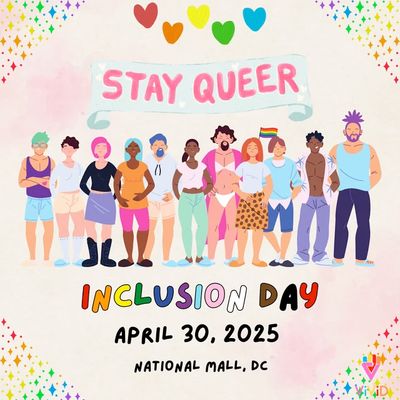 STAY QUEER
INCLUSION DAY
APRIL 30, 2025
NATIONAL MALL, DC